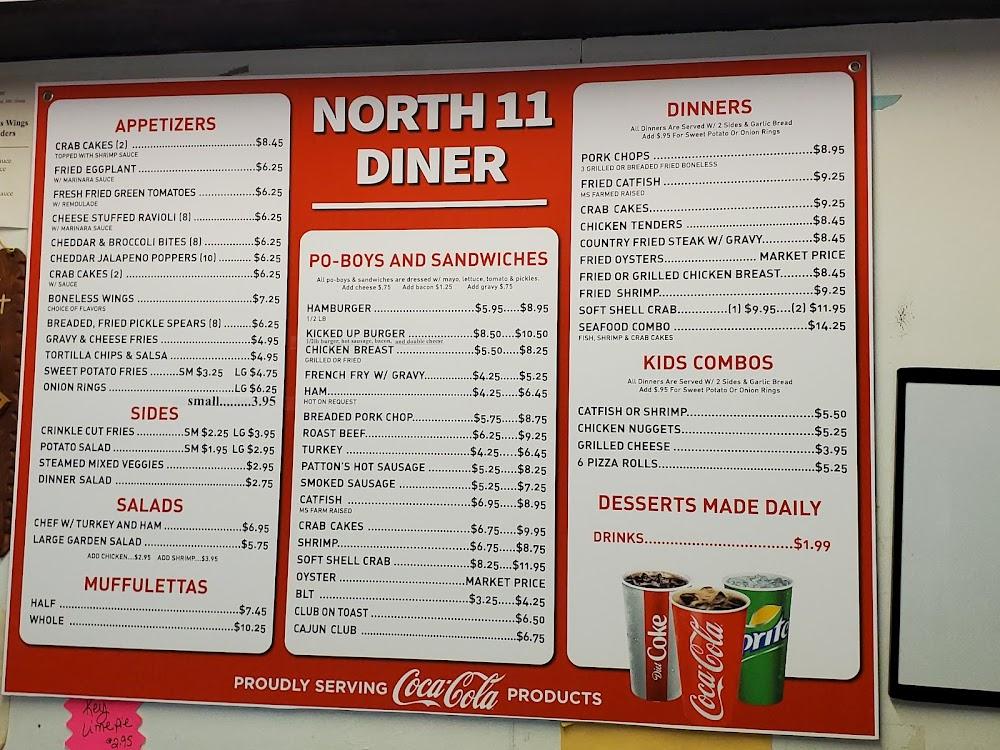 s Wings
ders
NORTH 11
DINER
APPETIZERS
CRAB CAKES (2) $8.45
TOPPED WITH SHRIMP SAUCE
FRIED EGGPLANT $6.25
W/ MARINARA SAUCE
FRESH FRIED GREEN TOMATOES $6.25
W/ REMOULADE
CHEESE STUFFED RAVIOLI (8) $6.25
W/ MARINARA SAUCE
CHEDDAR & BROCCOLI BITES (8) $6.25
CHEDDAR JALAPENO POPPERS (10) $6.25
CRAB CAKES (2) $6.25
W/ SAUCE
BONELESS WINGS $7.25
CHOICE OF FLAVORS
BREADED, FRIED PICKLE SPEARS (8) $6.25
GRAVY & CHEESE FRIES $4.95
TORTILLA CHIPS & SALSA $4.95
SWEET POTATO FRIES SM $3.25 LG $4.75
ONION RINGS LG $6.25
small.........3.95
SIDES
CRINKLE CUT FRIES SM $2.25 LG $3.95
POTATO SALAD SM $1.95 LG $2.95
STEAMED MIXED VEGGIES $2.95
DINNER SALAD $2.75
SALADS
CHEF W/ TURKEY AND HAM $6.95
LARGE GARDEN SALAD $5.75
ADD CHICKEN...$2.95 ADD SHRIMP...$3.95
MUFFULETTAS
HALF $7.45
WHOLE $10.25
PO-BOYS AND SANDWICHES
All po-boys & sandwiches are dressed w/ mayo, lettuce, tomato & pickles.
Add cheese $.75 Add bacon $1.25 Add gravy $.75
HAMBURGER $5.95.....$8.95
1/2 LB
KICKED UP BURGER $8.50.....$10.50
1/2lb burger, hot sausage, bacon, and double cheese
CHICKEN BREAST $5.50.....$8.25
GRILLED OR FRIED
FRENCH FRY W/ GRAVY $4.25.....$5.25
HAM $4.25.....$6.45
HOT ON REQUEST
BREADED PORK CHOP $5.75.....$8.75
ROAST BEEF $6.25.....$9.25
TURKEY $4.25.....$6.45
PATTON'S HOT SAUSAGE $5.25.....$8.25
SMOKED SAUSAGE $5.25.....$7.25
CATFISH $6.95.....$8.95
MS FARM RAISED
CRAB CAKES $6.75.....$9.95
SHRIMP $6.75.....$8.75
SOFT SHELL CRAB $8.25.....$11.95
OYSTER MARKET PRICE
BLT $3.25.....$4.25
CLUB ON TOAST $6.50
CAJUN CLUB $6.75
DINNERS
All Dinners Are Served W/ 2 Sides & Garlic Bread
Add $.95 For Sweet Potato Or Onion Rings
PORK CHOPS $8.95
3 GRILLED OR BREADED FRIED BONELESS
FRIED CATFISH $9.25
MS FARMED RAISED
CRAB CAKES $9.25
CHICKEN TENDERS $8.45
COUNTRY FRIED STEAK W/ GRAVY $8.45
FRIED OYSTERS MARKET PRICE
FRIED OR GRILLED CHICKEN BREAST $8.45
FRIED SHRIMP $9.25
SOFT SHELL CRAB (1) $9.95....(2) $11.95
SEAFOOD COMBO $14.25
FISH, SHRIMP & CRAB CAKES
KIDS COMBOS
All Dinners Are Served W/ 2 Sides & Garlic Bread
Add $.95 For Sweet Potato Or Onion Rings
CATFISH OR SHRIMP $5.50
CHICKEN NUGGETS $5.25
GRILLED CHEESE $3.95
6 PIZZA ROLLS $5.25
DESSERTS MADE DAILY
DRINKS $1.99
Diet Coke
Coca-Cola
Sprite
PROUDLY SERVING Coca-Cola PRODUCTS
Key
Lime Pie
$2.95